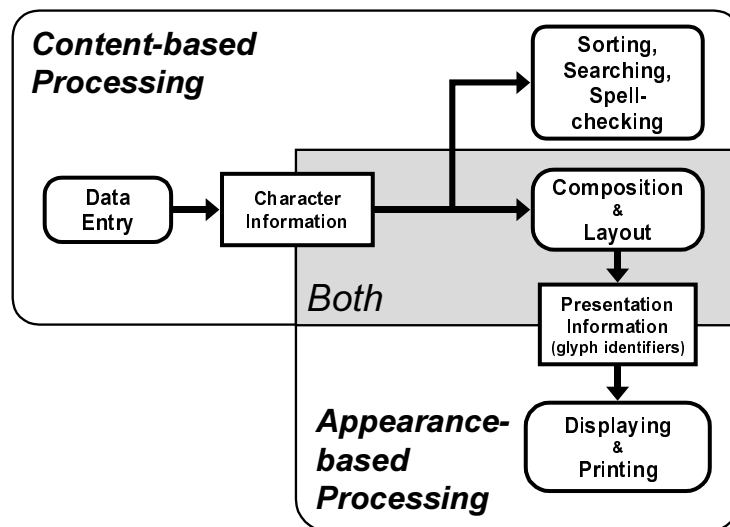 Content-based
Processing
Sorting,
Searching,
Spell-
checking
Data
Entry
Character
Information
Composition
&
Layout
Both
Presentation
Information
(glyph identifiers)
Appearance-
based
Processing
Displaying
&
Printing